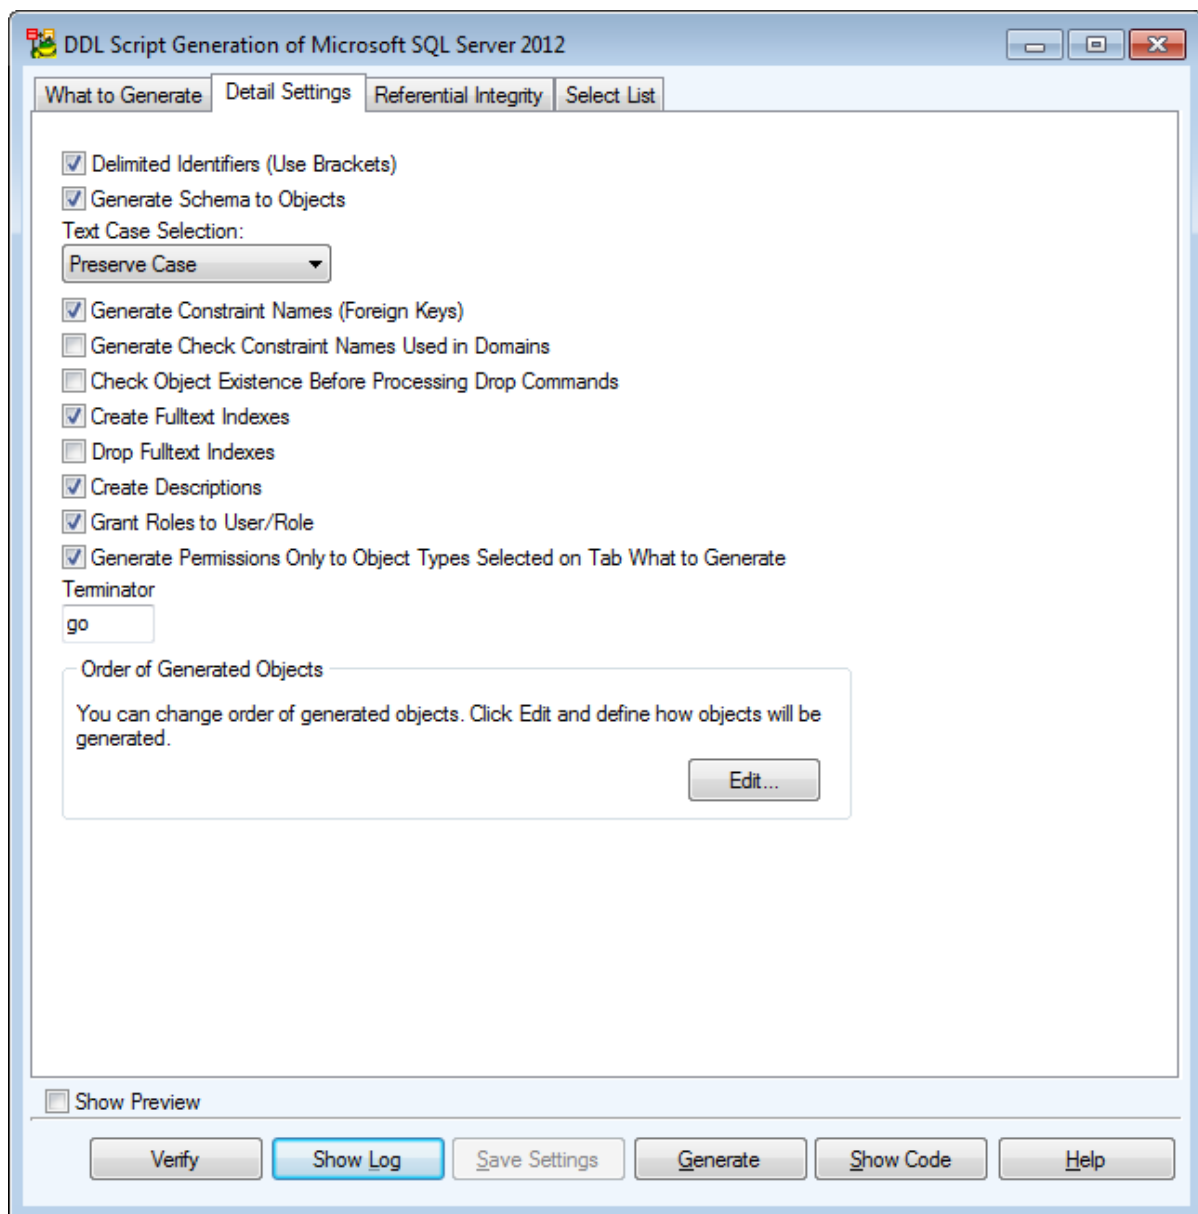 DDL Script Generation of Microsoft SQL Server 2012
What to Generate Detail Settings Referential Integrity Select List
Delimited Identifiers (Use Brackets)
Generate Schema to Objects
Text Case Selection:
Preserve Case
Generate Constraint Names (Foreign Keys)
Generate Check Constraint Names Used in Domains
Check Object Existence Before Processing Drop Commands
Create Fulltext Indexes
Drop Fulltext Indexes
Create Descriptions
Grant Roles to User/Role
Generate Permissions Only to Object Types Selected on Tab What to Generate
Terminator
go
Order of Generated Objects
You can change order of generated objects. Click Edit and define how objects will be
generated.
Edit...
Show Preview
Verify Show Log Save Settings Generate Show Code Help